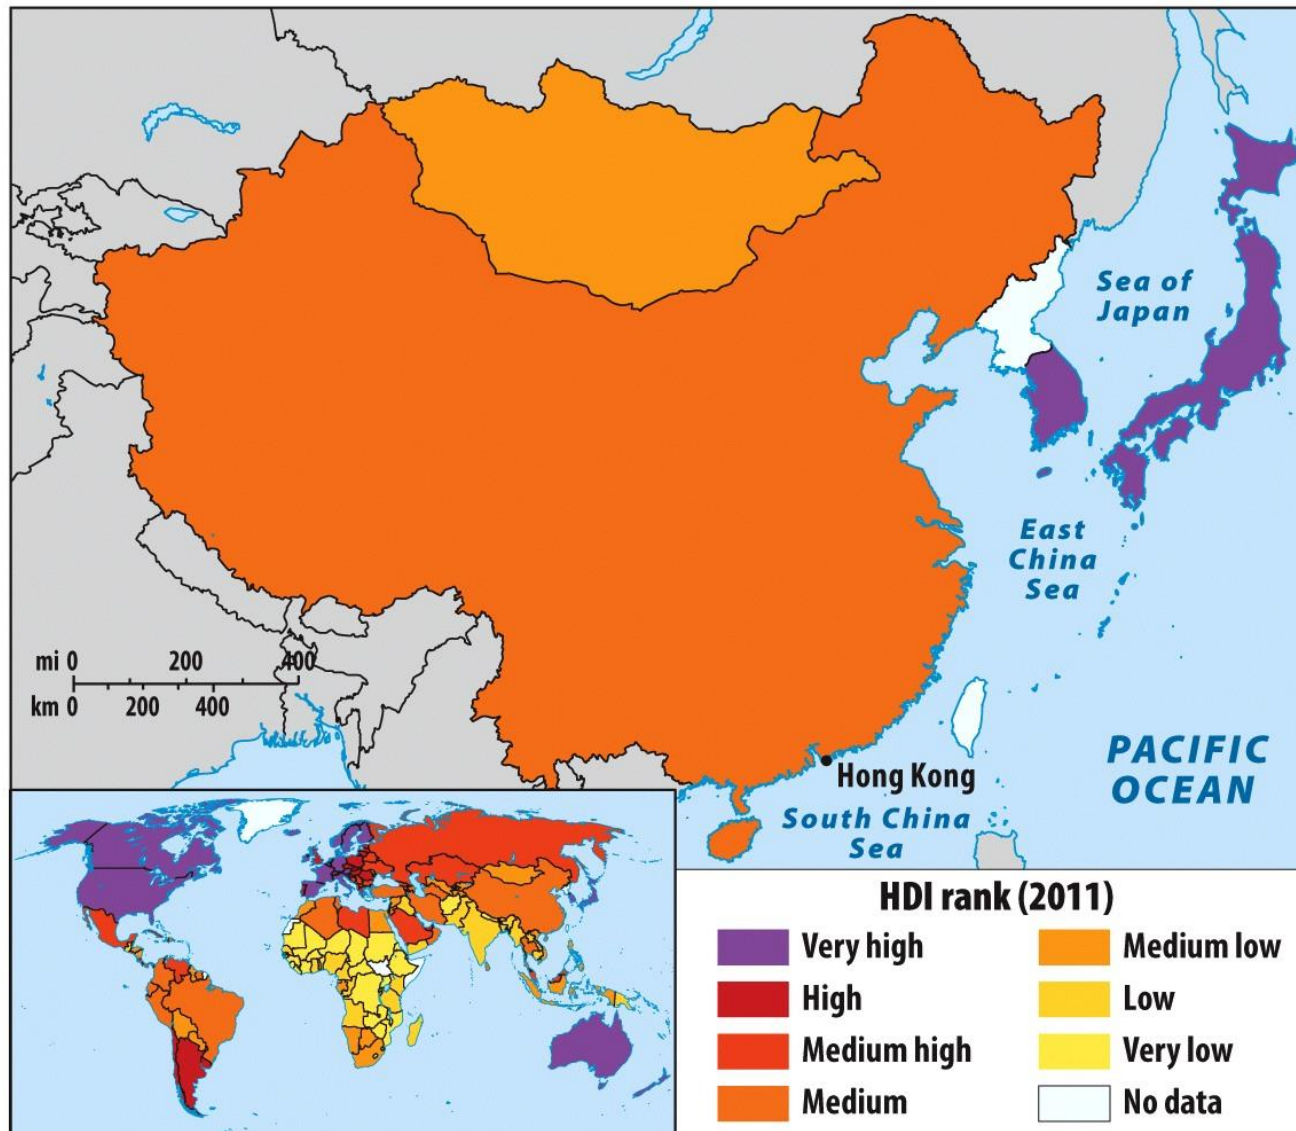 Sea of
Japan
East
China
Sea
mi 0 200 400
km 0 200 400
PACIFIC
OCEAN
Hong Kong
South China
Sea
HDI rank (2011)
Very high
High
Medium high
Medium
Medium low
Low
Very low
No data